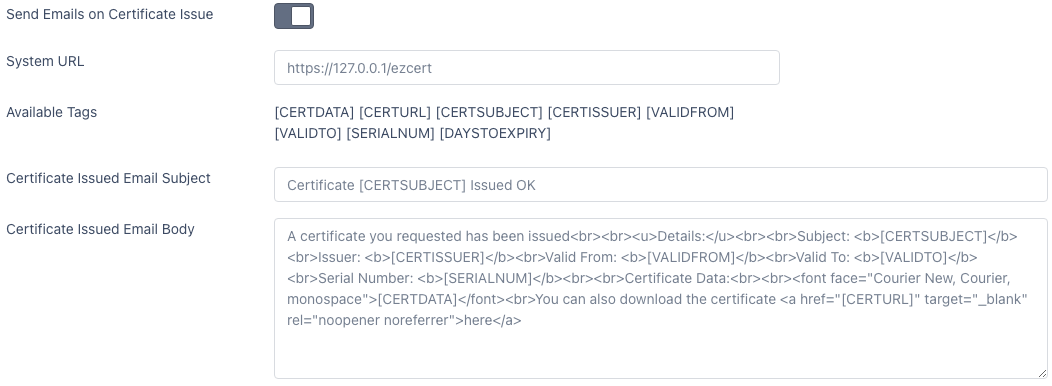 Send Emails on Certificate Issue
System URL
https://127.0.0.1/ezcert
Available Tags
[CERTDATA] [CERTURL] [CERTSUBJECT] [CERTISSUER] [VALIDFROM]
[VALIDTO] [SERIALNUM] [DAYSTOEXPIRY]
Certificate Issued Email Subject
Certificate [CERTSUBJECT] Issued OK
Certificate Issued Email Body
A certificate you requested has been issued<br><br><u>Details:</u><br><br>Subject: <b>[CERTSUBJECT]</b>
<br>Issuer: <b>[CERTISSUER]</b><br>Valid From: <b>[VALIDFROM]</b><br>Valid To: <b>[VALIDTO]</b>
<br>Serial Number: <b>[SERIALNUM]</b><br><br>Certificate Data:<br><br><font face="Courier New, Courier,
monospace">[CERTDATA]</font><br>You can also download the certificate <a href="[CERTURL]" target="_blank"
rel="noopener noreferrer">here</a>